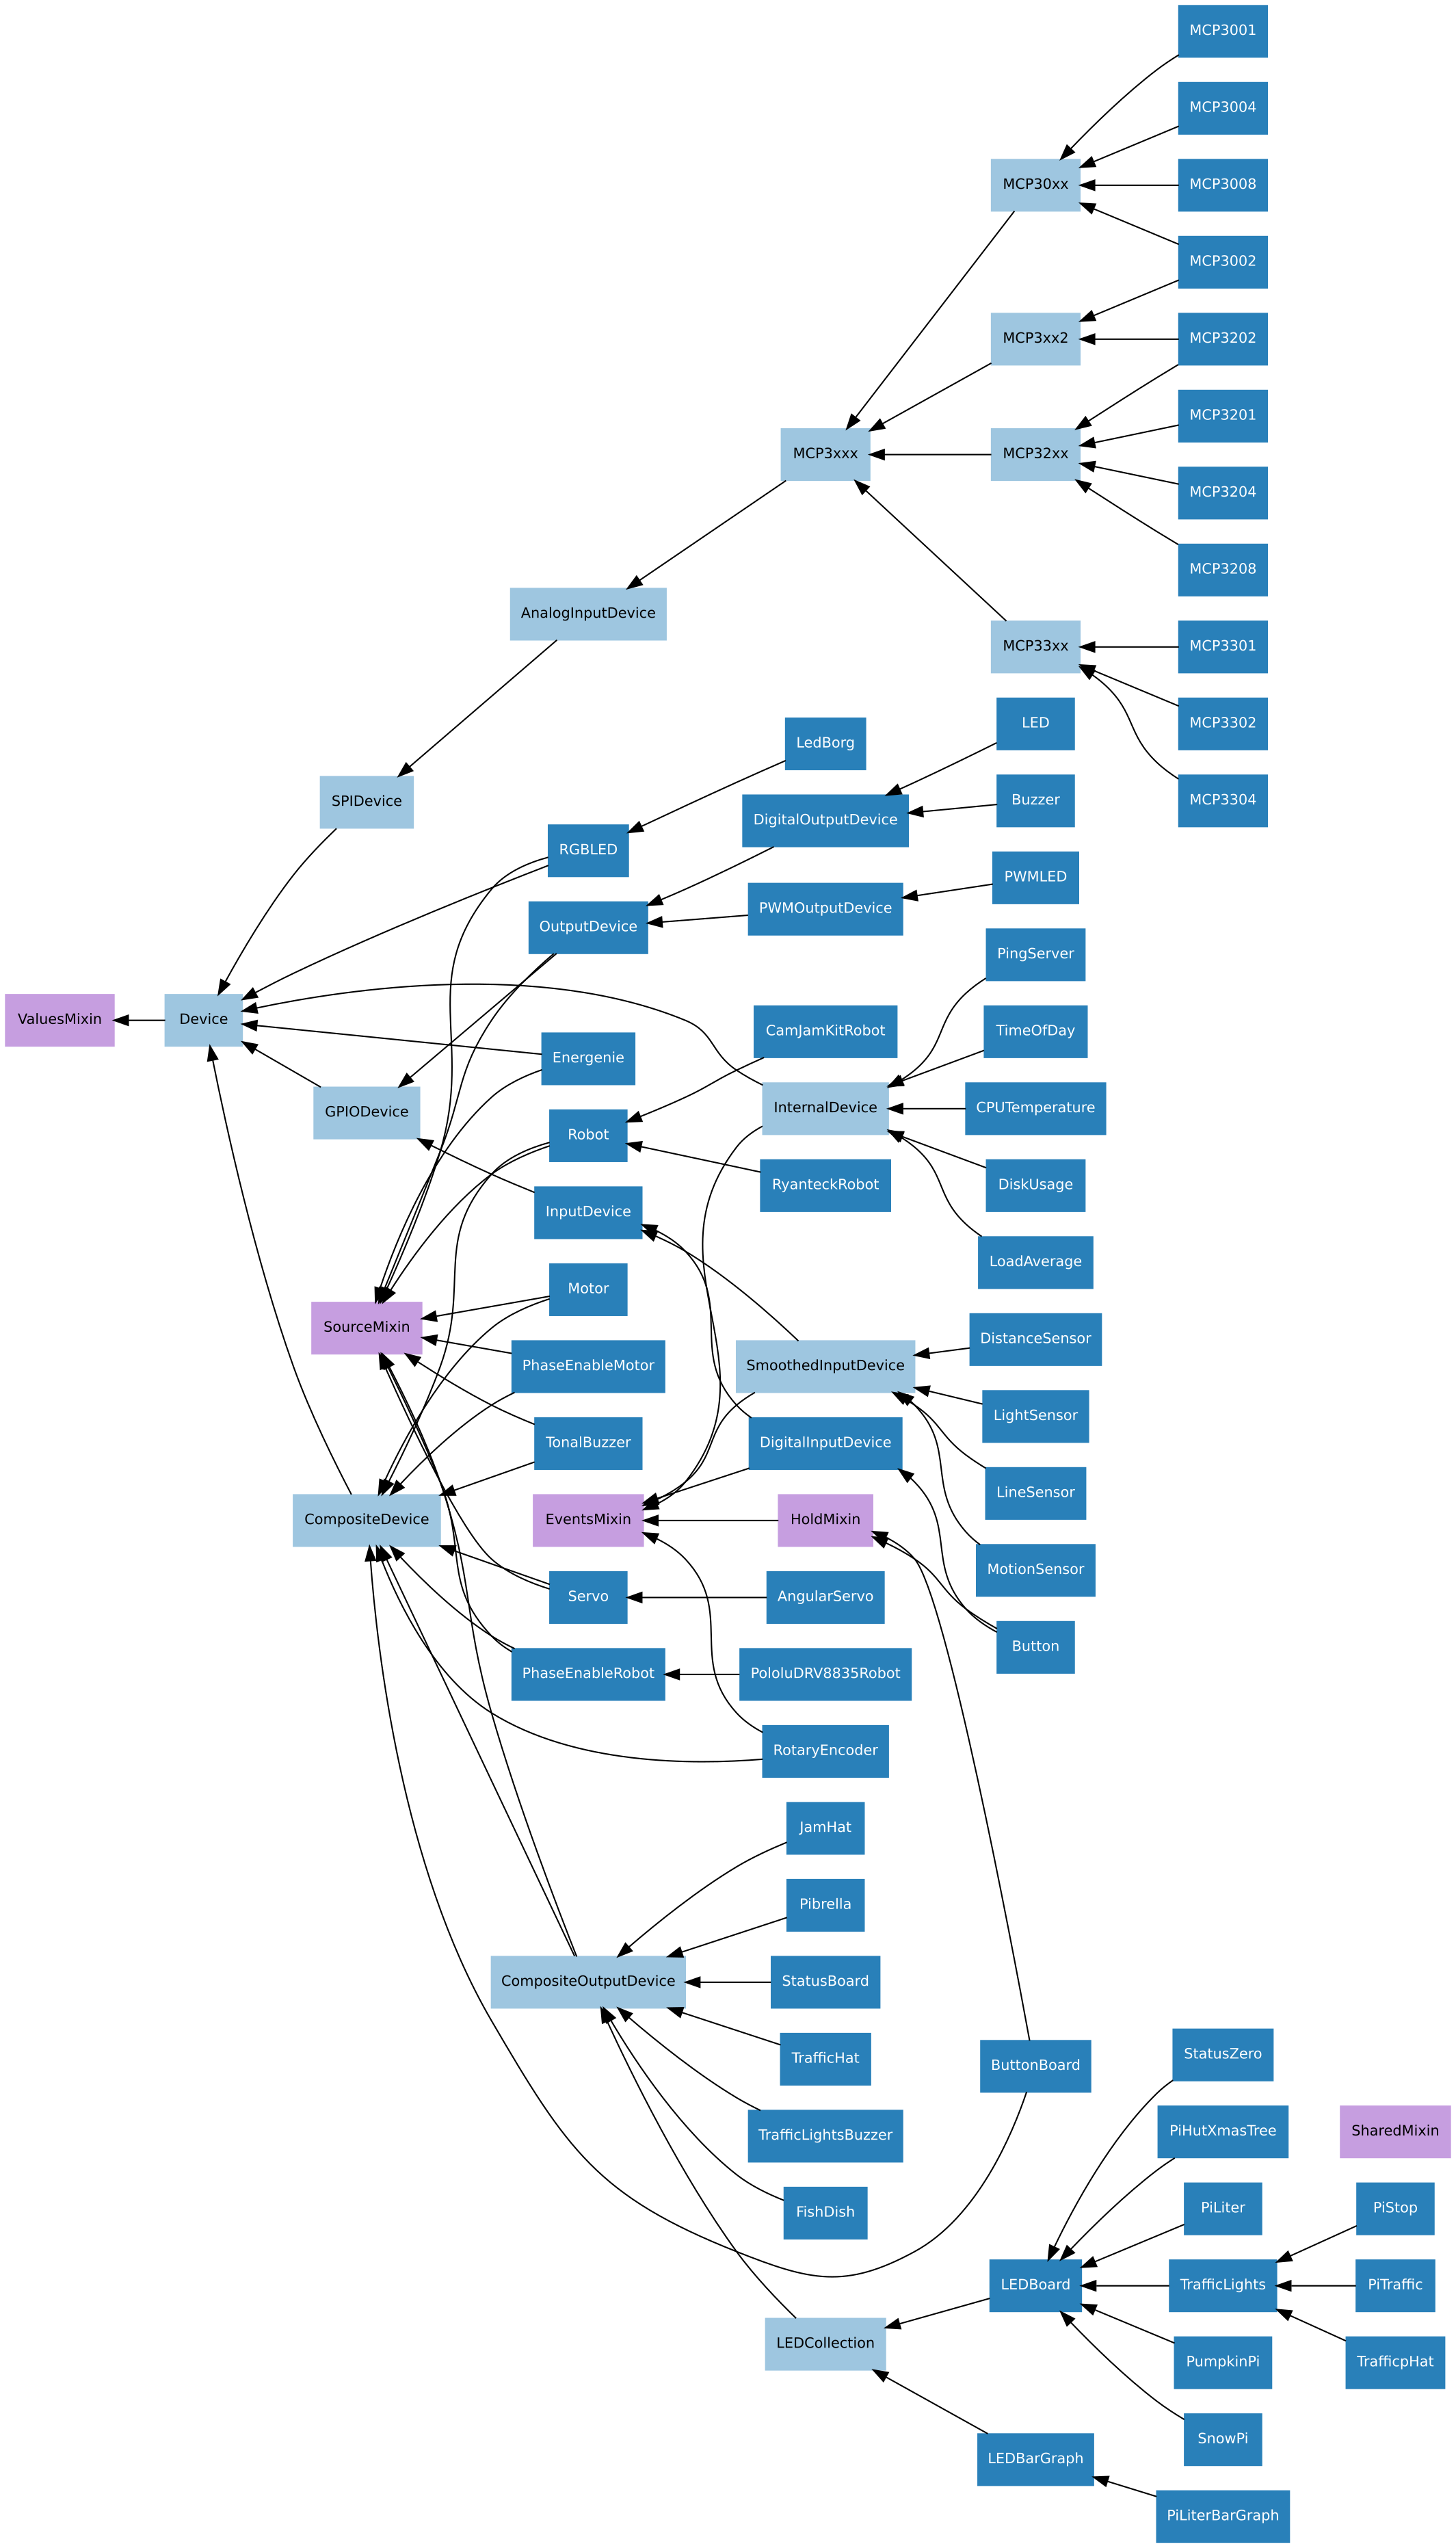 MCP3001
MCP3004
MCP30xx
MCP3008
MCP3002
MCP3xx2
MCP3202
MCP3201
MCP3xxx
MCP32xx
MCP3204
MCP3208
AnalogInputDevice
MCP33xx
MCP3301
LED
MCP3302
LedBorg
SPIDevice
Buzzer
MCP3304
DigitalOutputDevice
RGBLED
PWMLED
PWMOutputDevice
OutputDevice
PingServer
ValuesMixin
Device
CamJamKitRobot
TimeOfDay
Energenie
GPIODevice
InternalDevice
CPUTemperature
Robot
RyanteckRobot
DiskUsage
InputDevice
LoadAverage
Motor
SourceMixin
DistanceSensor
PhaseEnableMotor
SmoothedInputDevice
LightSensor
TonalBuzzer
DigitalInputDevice
LineSensor
CompositeDevice
EventsMixin
HoldMixin
MotionSensor
Servo
AngularServo
Button
PhaseEnableRobot
PololuDRV8835Robot
RotaryEncoder
JamHat
Pibrella
CompositeOutputDevice
StatusBoard
TrafficHat
ButtonBoard
StatusZero
TrafficLightsBuzzer
PiHutXmasTree
SharedMixin
FishDish
PiLiter
PiStop
LEDBoard
TrafficLights
PiTraffic
LEDCollection
PumpkinPi
TrafficpHat
SnowPi
LEDBarGraph
PiLiterBarGraph